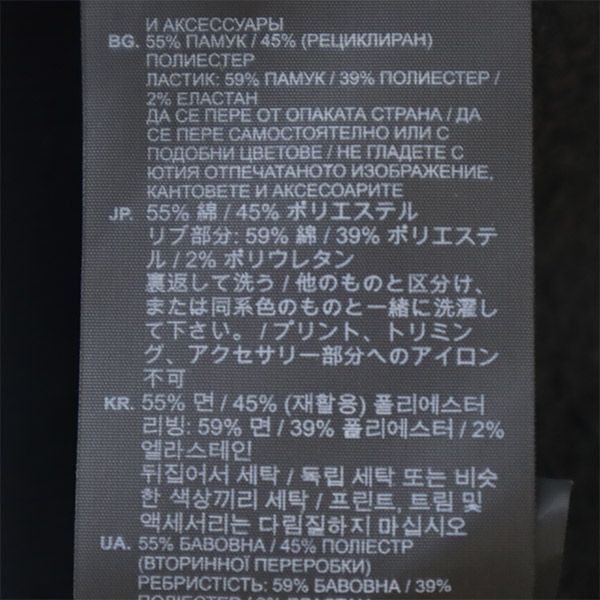 И АКСЕССУАРЫ
BG. 55% ПАМУК / 45% (РЕЦИКЛИРАН)
ПОЛИЕСТЕР
ЛАСТИК: 59% ПАМУК / 39% ПОЛИЕСТЕР /
2% ЕЛАСТАН
ДА СЕ ПЕРЕ ОТ ОПАКАТА СТРАНА / ДА
СЕ ПЕРЕ САМОСТОЯТЕЛНО ИЛИ С
ПОДОБНИ ЦВЕТОВЕ / НЕ ГЛАДЕТЕ С
ЮТИЯ ОТПЕЧАТАНОТО ИЗОБРАЖЕНИЕ,
КАНТОВЕТЕ И АКСЕСОАРИТЕ
JP. 55% 綿 / 45% ポリエステル
リブ部分: 59% 綿 / 39% ポリエステ
ル / 2% ポリウレタン
裏返して洗う / 他のものと区分け、
または同系色のものと一緒に洗濯し
て下さい。 / プリント、トリミン
グ、アクセサリー部分へのアイロン
不可
KR. 55% 면 / 45% (재활용) 폴리에스터
리빙: 59% 면 / 39% 폴리에스터 / 2%
엘라스테인
뒤집어서 세탁 / 독립 세탁 또는 비슷
한 색상끼리 세탁 / 프린트, 트림 및
액세서리는 다림질하지 마십시오
UA. 55% БАВОВНА / 45% ПОЛІЕСТР
(ВТОРИННОЇ ПЕРЕРОБКИ)
РЕБРИСТІСТЬ: 59% БАВОВНА / 39%
ПОЛІЕСТР / 2% ЕЛАСТАН